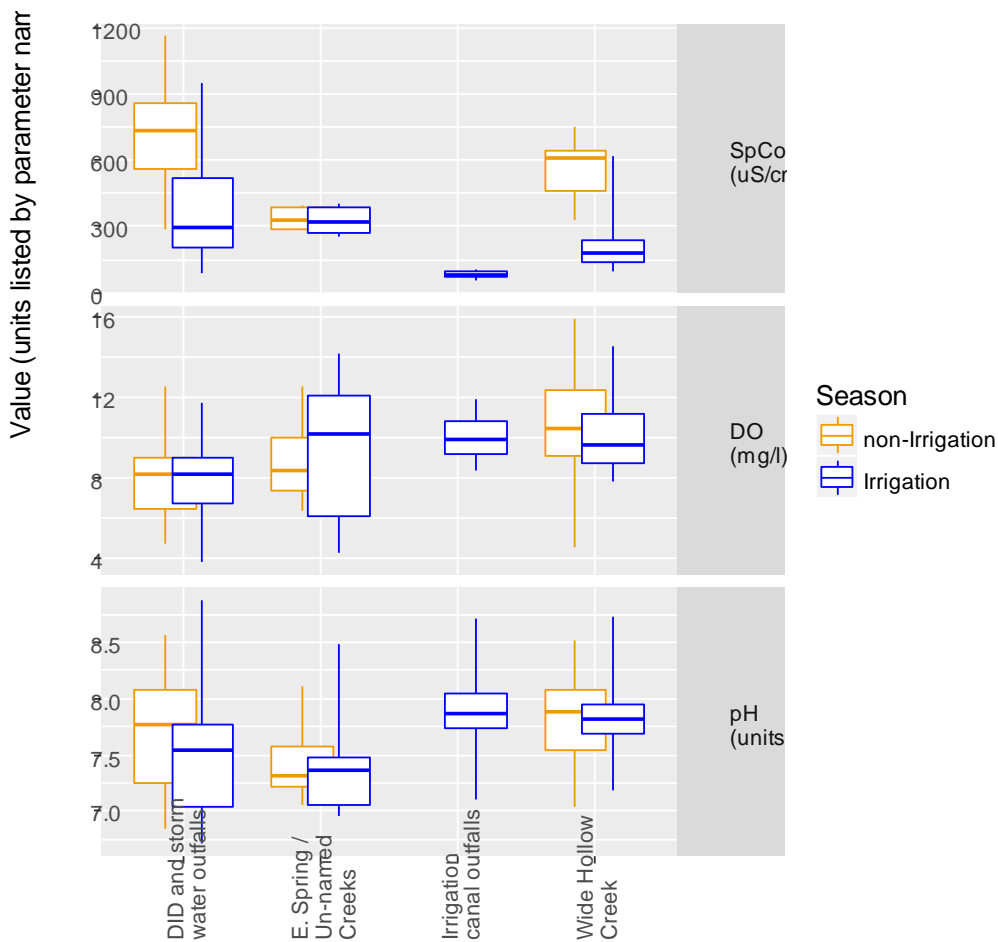 Value (units listed by parameter nam
1200
900
600
300
0
SpCo
(uS/cr
16
12
8
4
DO
(mg/l)
8.5
8.0
7.5
7.0
pH
(units
DID and storm
water outfalls
E. Spring /
Un-named
Creeks
Irrigation
canal outfalls
Wide Hollow
Creek
Season
non-Irrigation
Irrigation